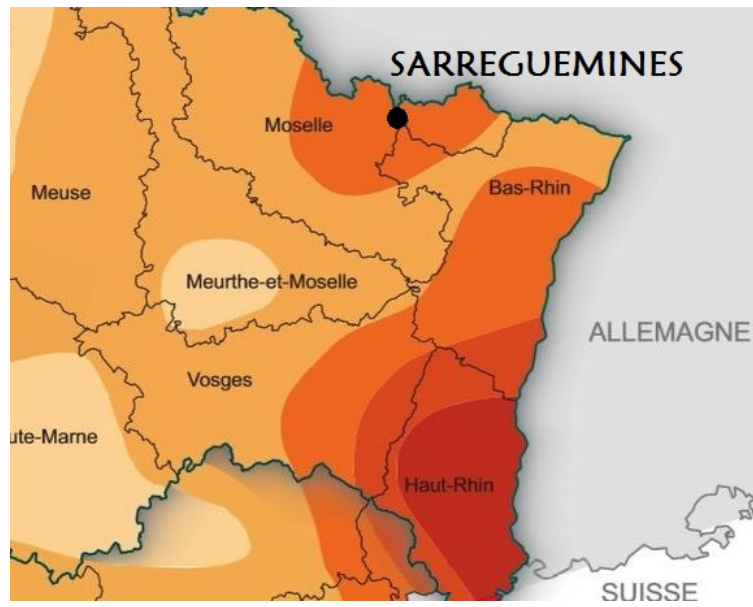 SARREGUEMINES
Moselle
Meuse
Bas-Rhin
Meurthe-et-Moselle
ALLEMAGNE
Vosges
ute-Marne
Haut-Rhin
SUISSE